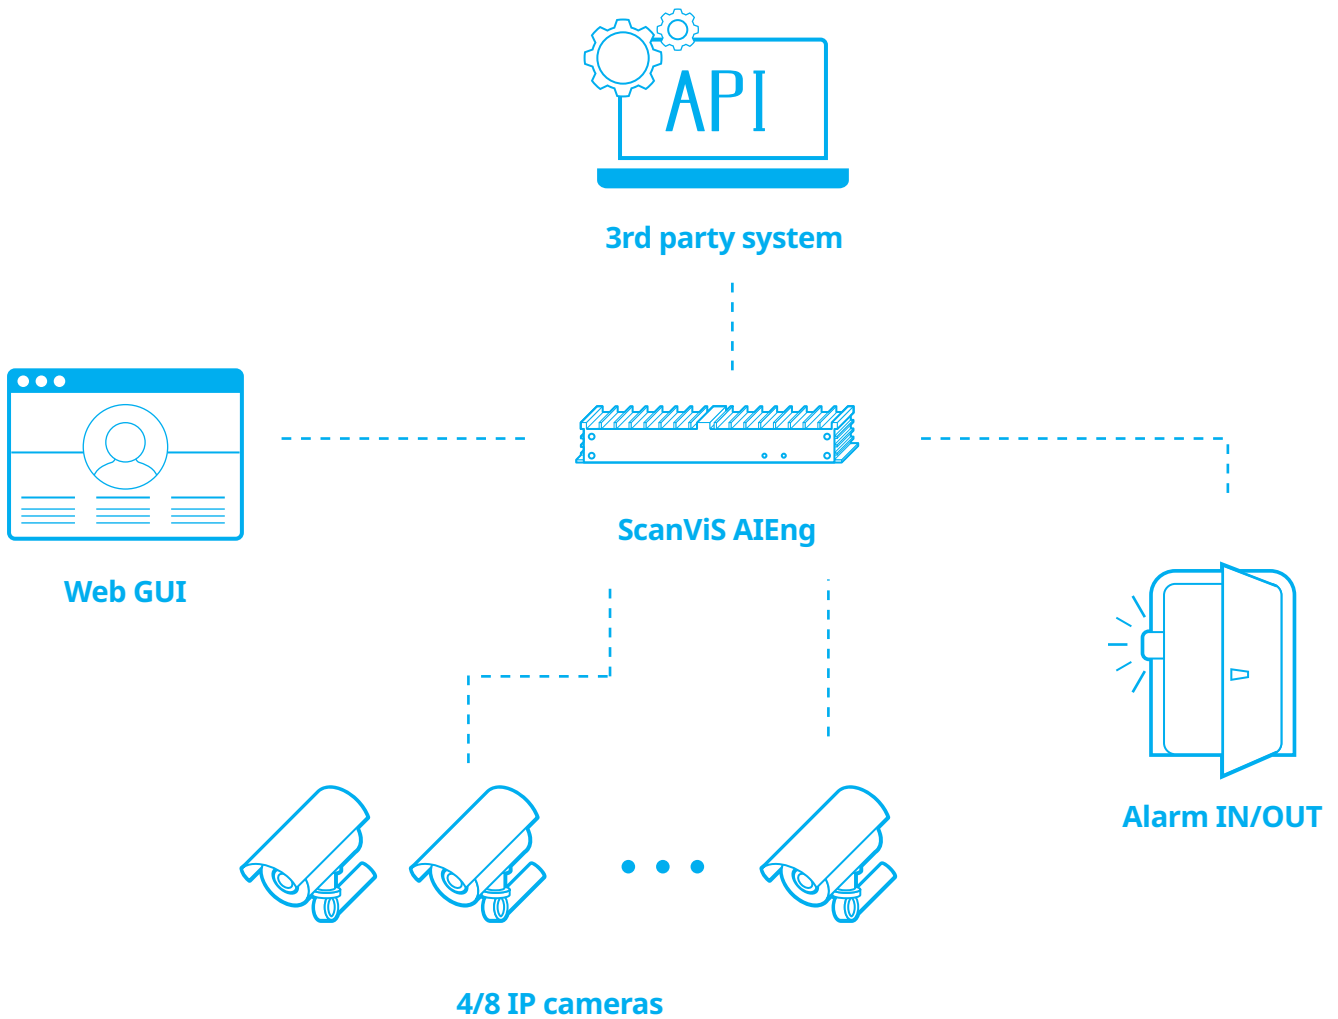 API
3rd party system
ScanViS AIEng
Web GUI
Alarm IN/OUT
4/8 IP cameras